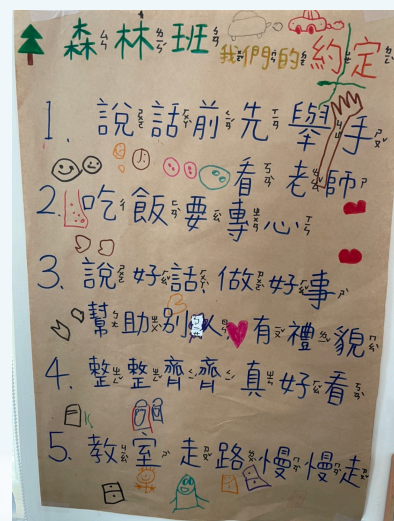 森林班 我們的約定
1. 說話前先舉手
看老師
2. 吃飯要專心
3. 說好話做好事
幫助別人有禮貌
4. 整整齊齊真好看
5. 教室走路慢慢走